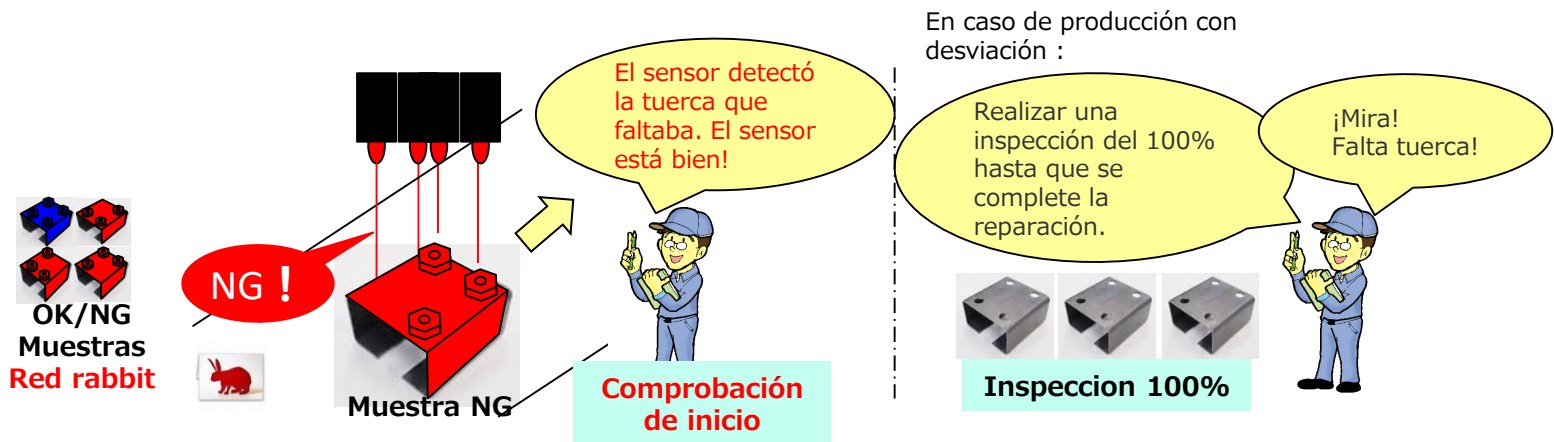 El sensor detectó
la tuerca que
faltaba. El sensor
está bien!
NG !
OK/NG
Muestras
Red rabbit
Muestra NG
Comprobación
de inicio
En caso de producción con
desviación :
Realizar una
inspección del 100%
hasta que se
complete la
reparación.
¡Mira!
Falta tuerca!
Inspeccion 100%